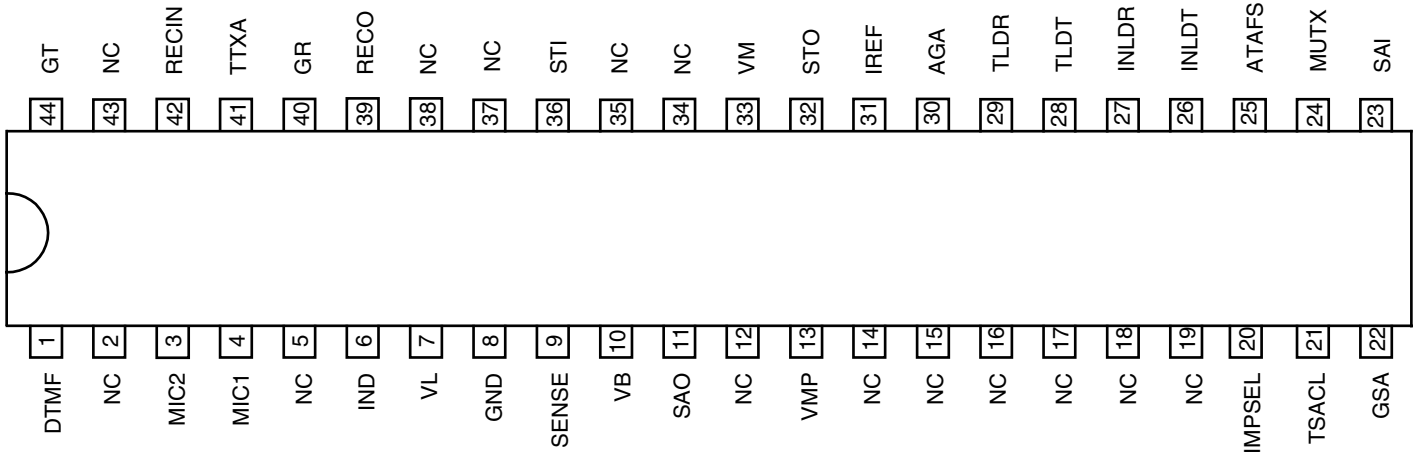 GT NC RECIN TTXA GR RECO NC NC STI NC NC VM STO IREF AGA TLDR TLDT INLDR INLDT ATAFS MUTX SAI
44 43 42 41 40 39 38 37 36 35 34 33 32 31 30 29 28 27 26 25 24 23
1 2 3 4 5 6 7 8 9 10 11 12 13 14 15 16 17 18 19 20 21 22
DTMF NC MIC2 MIC1 NC IND VL GND SENSE VB SAO NC VMP NC NC NC NC NC NC IMPSEL TSACL GSA